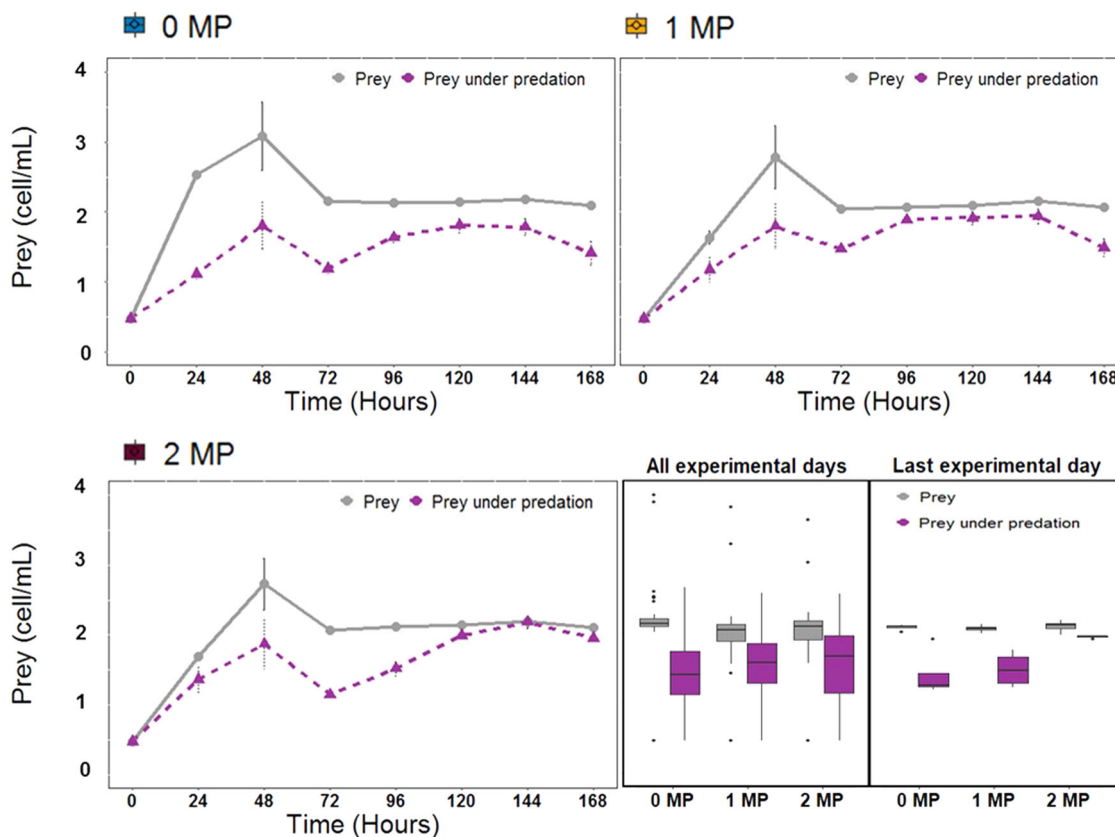 0 MP
1 MP
4
3
2
1
0
Prey (cell/mL)
Prey Prey under predation
0 24 48 72 96 120 144 168
Time (Hours)
Prey Prey under predation
0 24 48 72 96 120 144 168
Time (Hours)
2 MP
4
3
2
1
0
Prey (cell/mL)
Prey Prey under predation
0 24 48 72 96 120 144 168
Time (Hours)
All experimental days
0 MP 1 MP 2 MP
Last experimental day
Prey
Prey under predation
0 MP 1 MP 2 MP